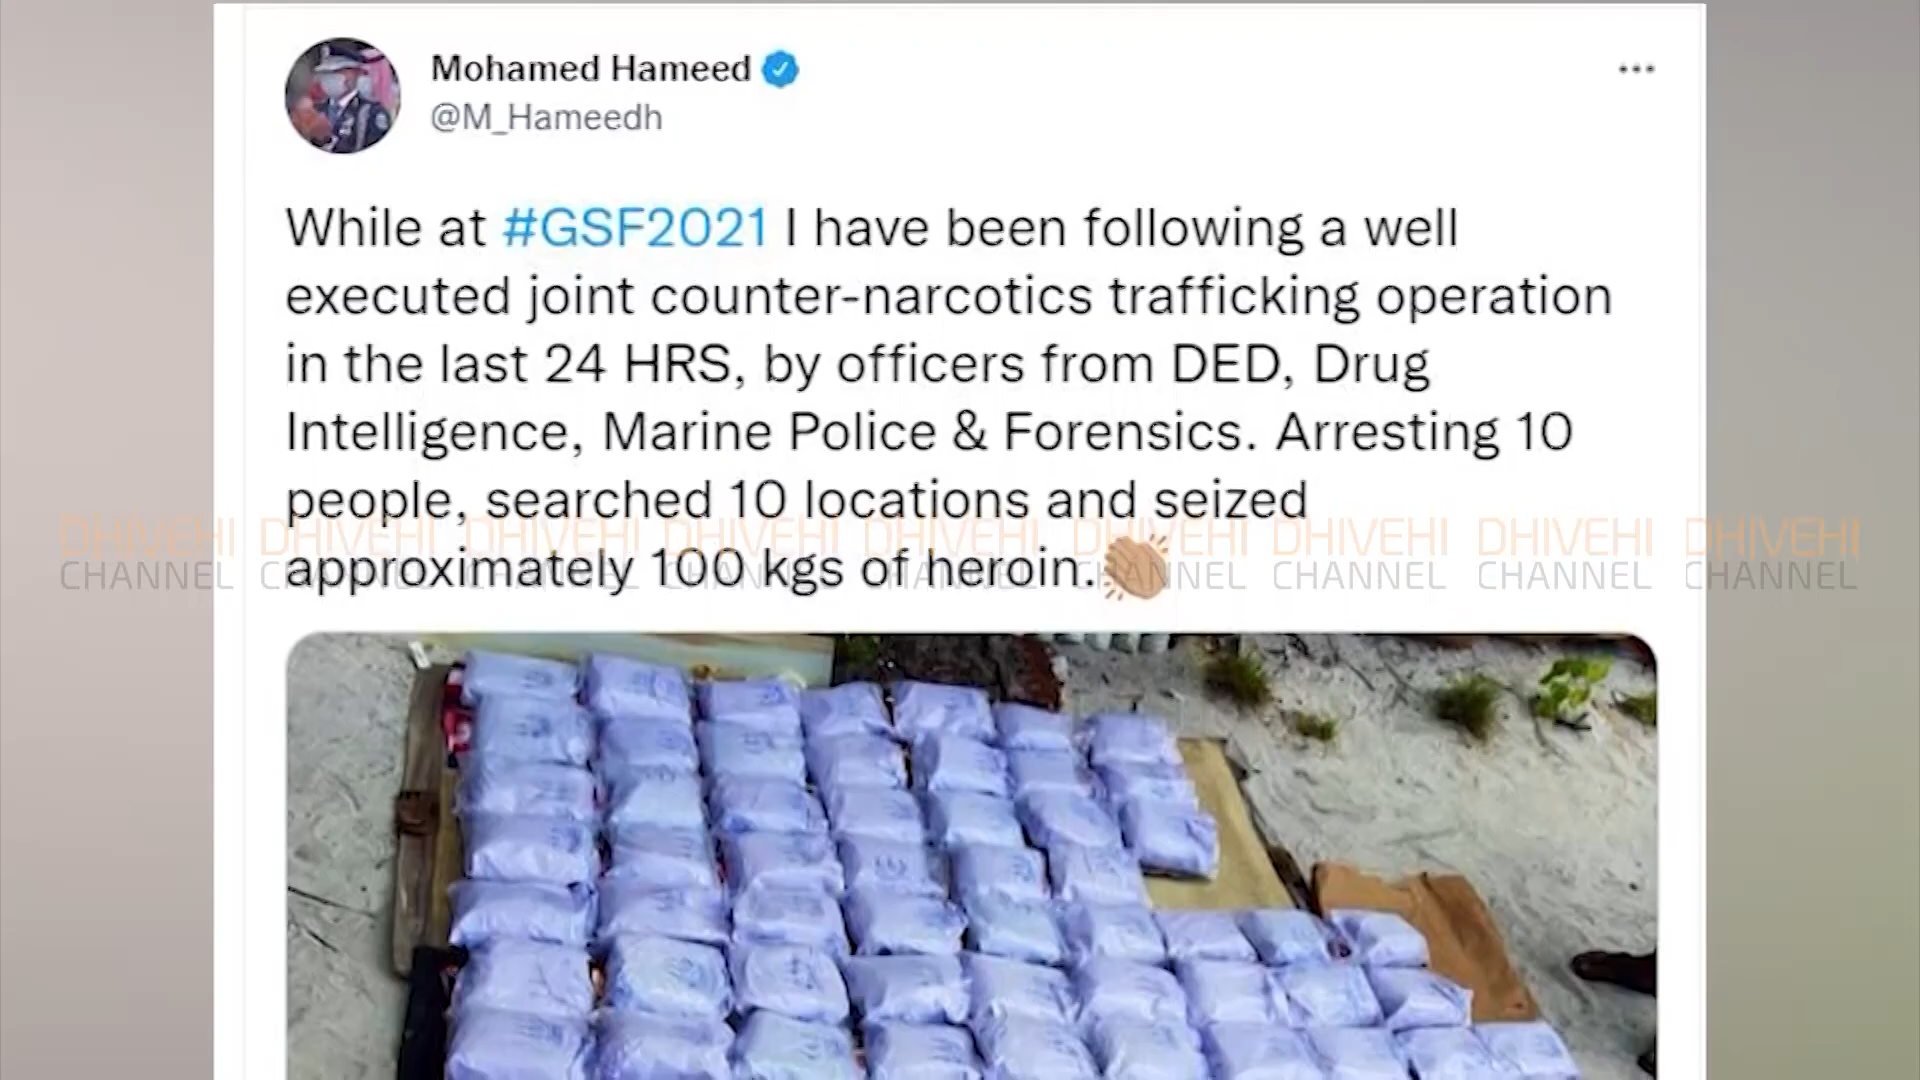 Mohamed Hameed
@M_Hameedh
While at #GSF2021 I have been following a well
executed joint counter-narcotics trafficking operation
in the last 24 HRS, by officers from DED, Drug
Intelligence, Marine Police & Forensics. Arresting 10
people, searched 10 locations and seized
DHIVEHI DHIVEHI DHIVEHI DHIVEHI DHIVEHI DHIVEHI DHIVEHI DHIVEHI DHIVEHI
approximately 100 kgs of heroin.👏🏼
CHANNEL CHANNEL CHANNEL CHANNEL CHANNEL CHANNEL CHANNEL CHANNEL CHANNEL